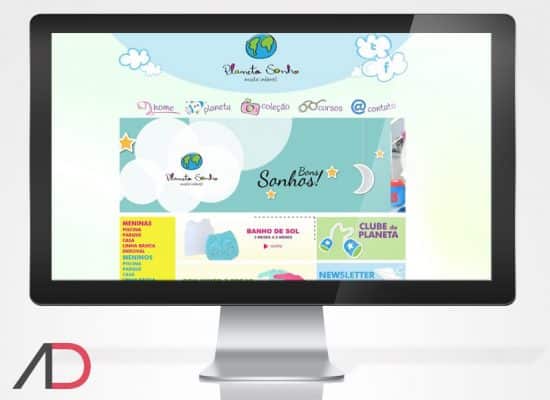 Planeta Sonho
moda infantil
home planeta coleção cursos @contato
Planeta Sonho
moda infantil
Bons
Sonhos!
MENINAS
PISCINA
PARQUE
CASA
LINHA BÁSICA
ENXOVAL
MENINOS
PISCINA
PARQUE
CASA
BANHO DE SOL
CLUBE do
PLANETA
NEWSLETTER
AD